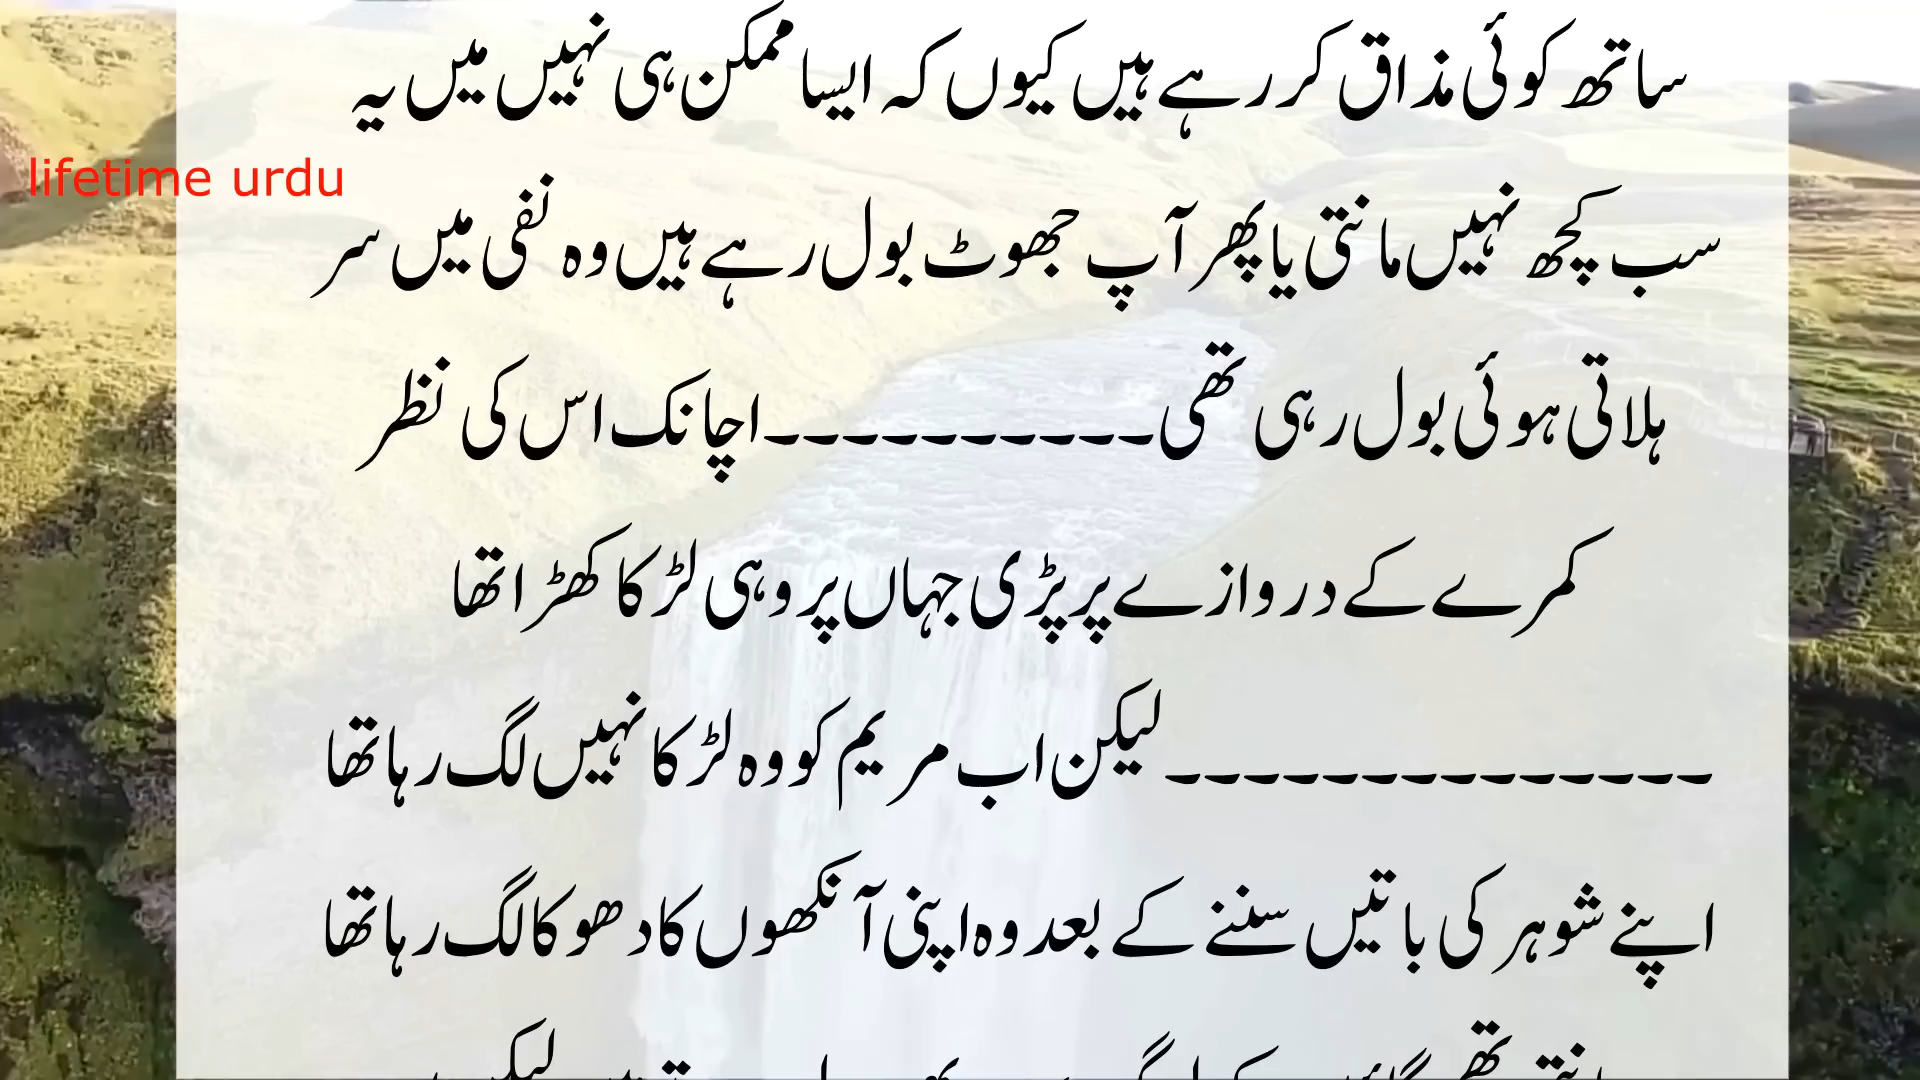 ساتھ کوئی مذاق کر رہے ہیں کیوں کہ ایسا ممکن ہی نہیں میں یہ
lifetime urdu
سب کچھ نہیں مانتی یا پھر آپ جھوٹ بول رہے ہیں وہ نفی میں سر
ہلاتی ہوئی بول رہی تھی۔۔۔۔۔۔۔۔۔۔اچانک اس کی نظر
کمرے کے دروازے پر پڑی جہاں پر وہی لڑکا کھڑا تھا
۔۔۔۔۔۔۔۔۔۔۔۔۔۔ لیکن اب مریم کو وہ لڑکا نہیں لگ رہا تھا
اپنے شوہر کی باتیں سننے کے بعد وہ اپنی آنکھوں کا دھوکا لگ رہا تھا